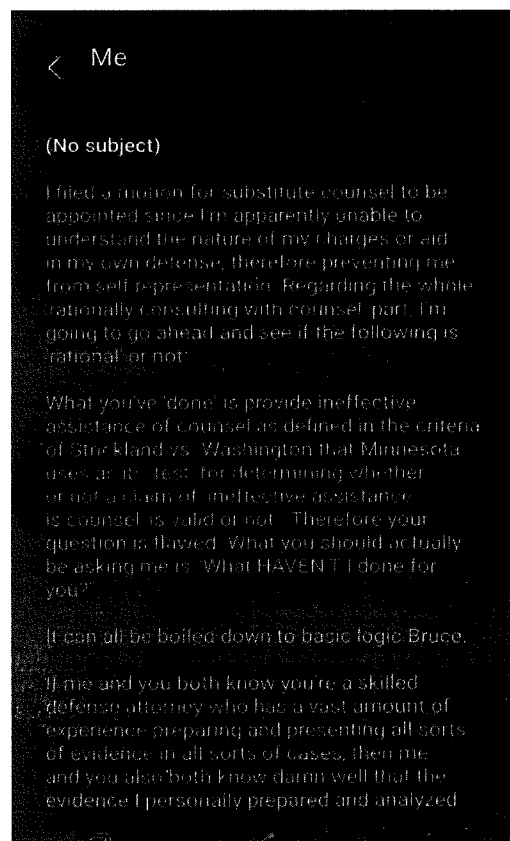 Me
(No subject)
I filed a motion for substitute counsel to be
appointed since I'm apparently unable to
understand the nature of my charges or aid
in my own defense, therefore preventing me
from self representation. Regarding the whole
'rationally consulting with counsel' part, I'm
going to go ahead and see if the following is
'rational' or not:
What you've 'done' is provide ineffective
assistance of counsel as defined in the criteria
of Strickland vs. Washington that Minnesota
uses as its 'test' for determining whether
or not a claim of 'ineffective assistance
is counsel' is valid or not. Therefore your
question is flawed. What you should actually
be asking me is 'What HAVEN'T I done for
you?'
It can all be boiled down to basic logic Bruce.
If me and you both know you're a skilled
defense attorney who has a vast amount of
experience preparing and presenting all sorts
of evidence in all sorts of cases, then me
and you also both know damn well that the
evidence I personally prepared and analyzed